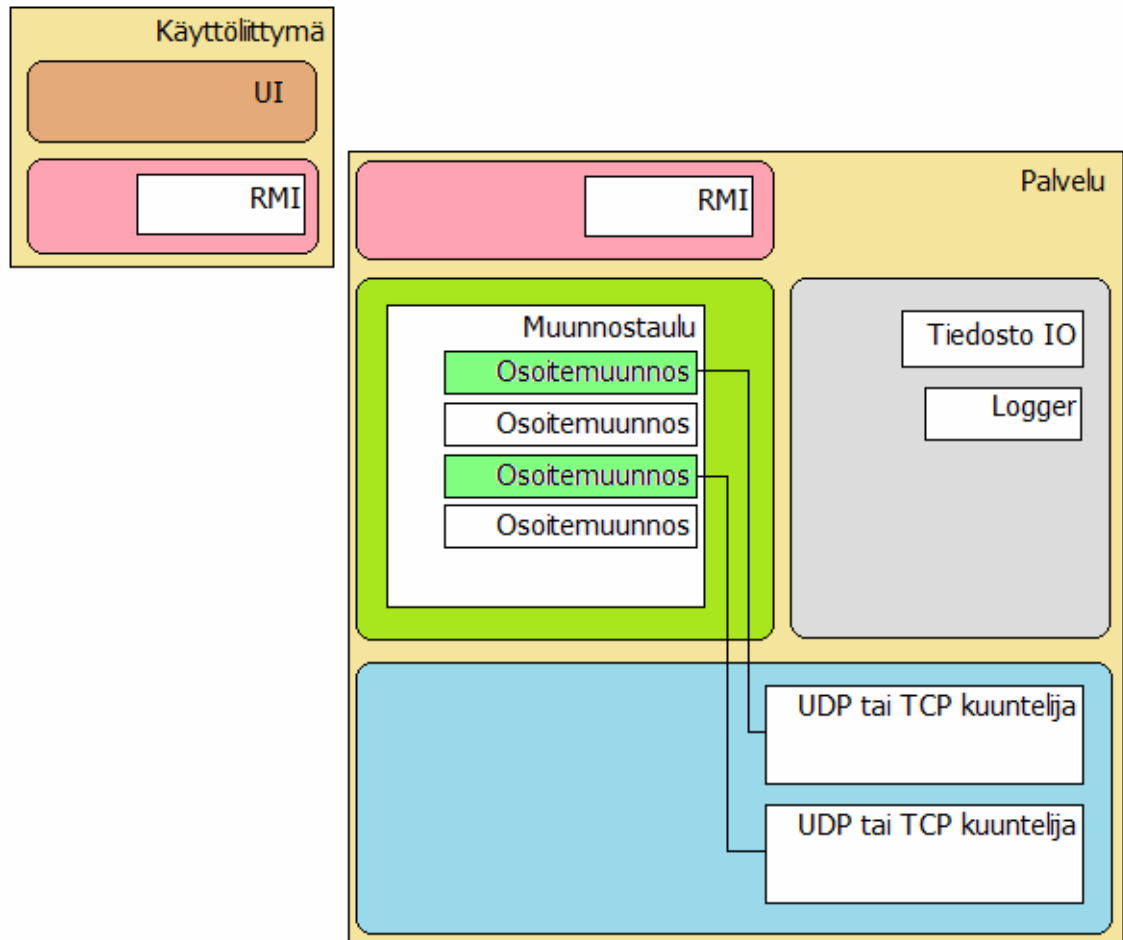 Käyttöliittymä
UI
RMI
Palvelu
RMI
Muunnostaulu
Osoitemuunnos
Osoitemuunnos
Osoitemuunnos
Osoitemuunnos
Tiedosto IO
Logger
UDP tai TCP kuuntelija
UDP tai TCP kuuntelija